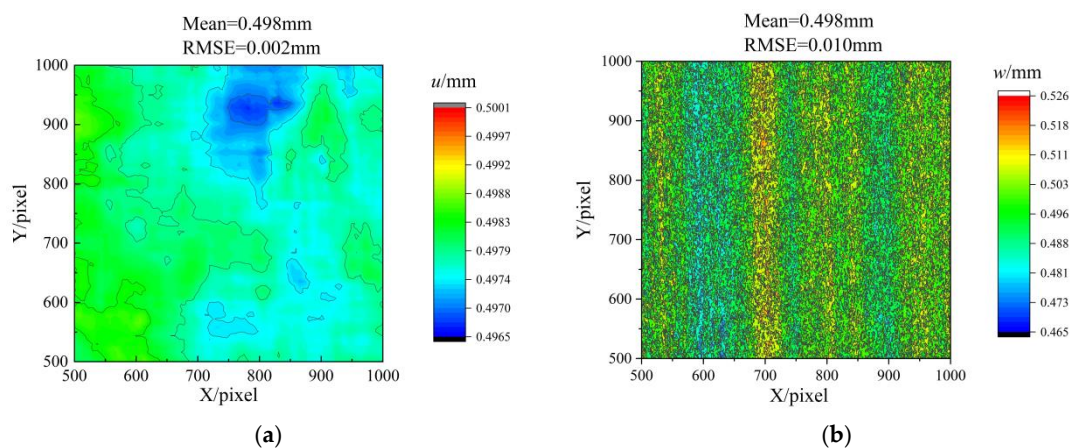 Mean=0.498mm
RMSE=0.002mm
u/mm
0.5001
0.4997
0.4992
0.4988
0.4983
0.4979
0.4974
0.4970
0.4965
Y/pixel
1000
900
800
700
600
500
500 600 700 800 900 1000
X/pixel
(a)
Mean=0.498mm
RMSE=0.010mm
w/mm
0.526
0.518
0.511
0.503
0.496
0.488
0.481
0.473
0.465
Y/pixel
1000
900
800
700
600
500
500 600 700 800 900 1000
X/pixel
(b)